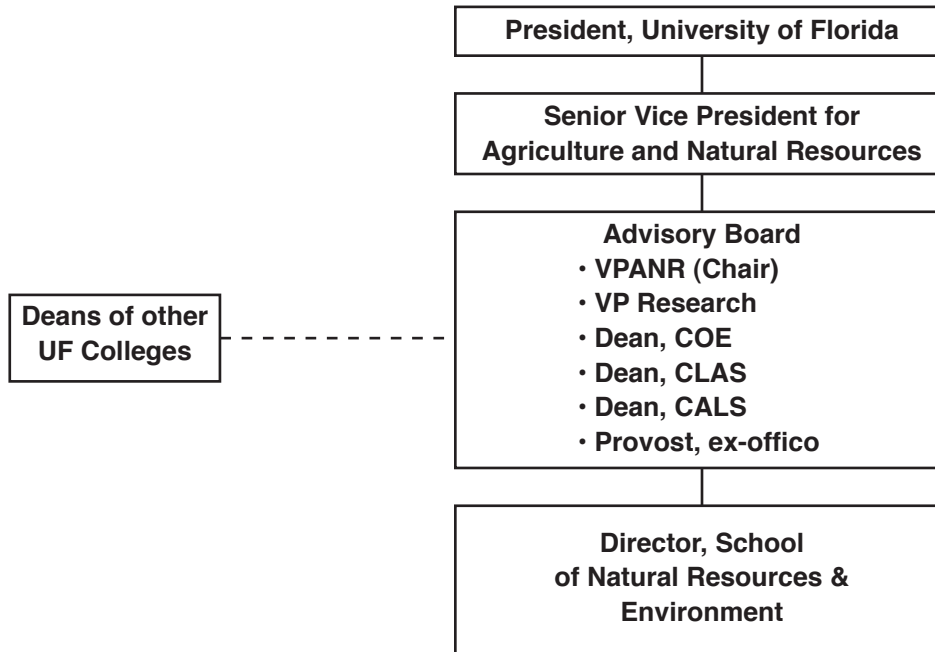 President, University of Florida
Senior Vice President for
Agriculture and Natural Resources
Advisory Board
· VPANR (Chair)
· VP Research
· Dean, COE
· Dean, CLAS
· Dean, CALS
· Provost, ex-offico
Deans of other
UF Colleges
Director, School
of Natural Resources &
Environment